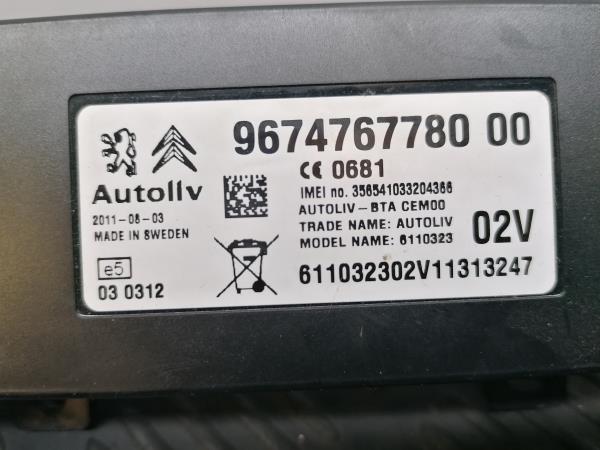 9674767780 00
CE 0681
Autoliv
IMEI no. 356541033204366
2011-08-03
AUTOLIV-BTA CEM00
MADE IN SWEDEN
TRADE NAME: AUTOLIV
MODEL NAME: 6110323
02V
e5
03 0312
611032302V11313247